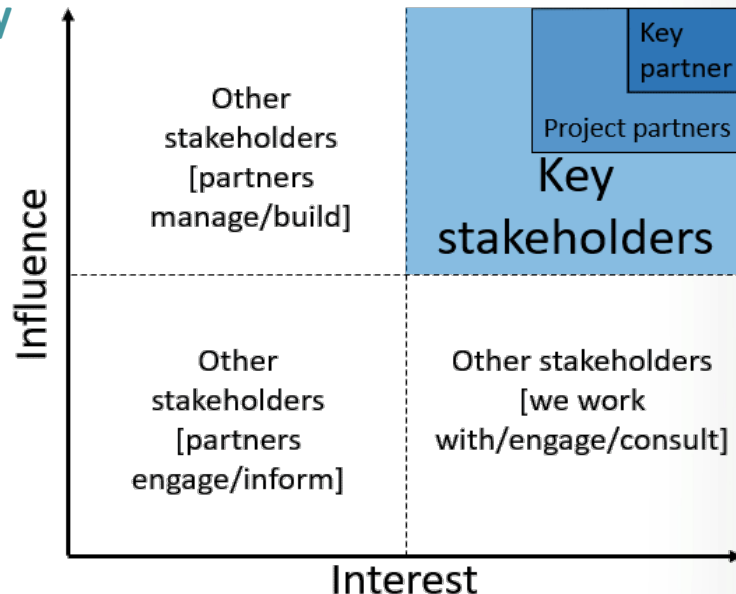 y
Influence
Other
stakeholders
[partners
manage/build]
Key
partner
Project partners
Key
stakeholders
Other
stakeholders
[partners
engage/inform]
Other stakeholders
[we work
with/engage/consult]
Interest